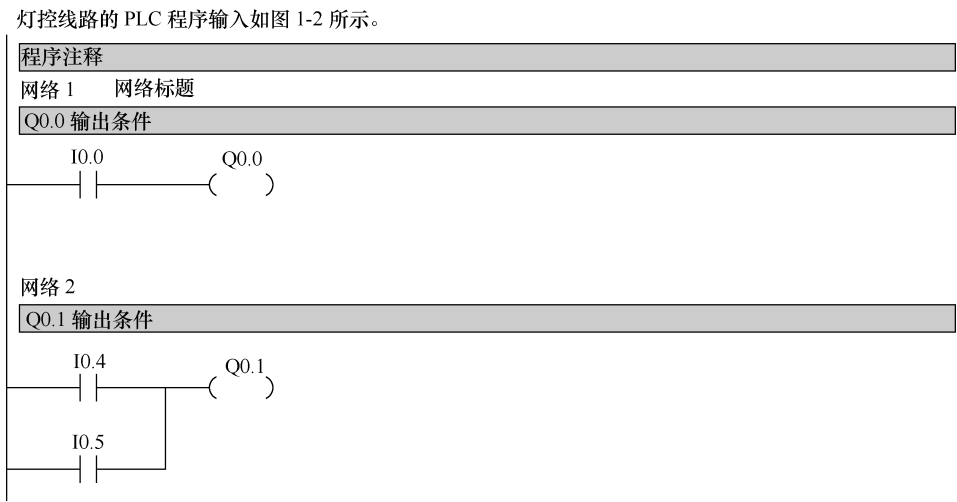 灯控线路的 PLC 程序输入如图 1-2 所示。
程序注释
网络 1 网络标题
Q0.0 输出条件
I0.0 Q0.0
网络 2
Q0.1 输出条件
I0.4 Q0.1
I0.5